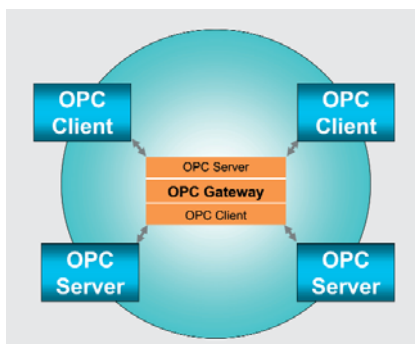 OPC
Client
OPC
Client
OPC Server
OPC Gateway
OPC Client
OPC
Server
OPC
Server